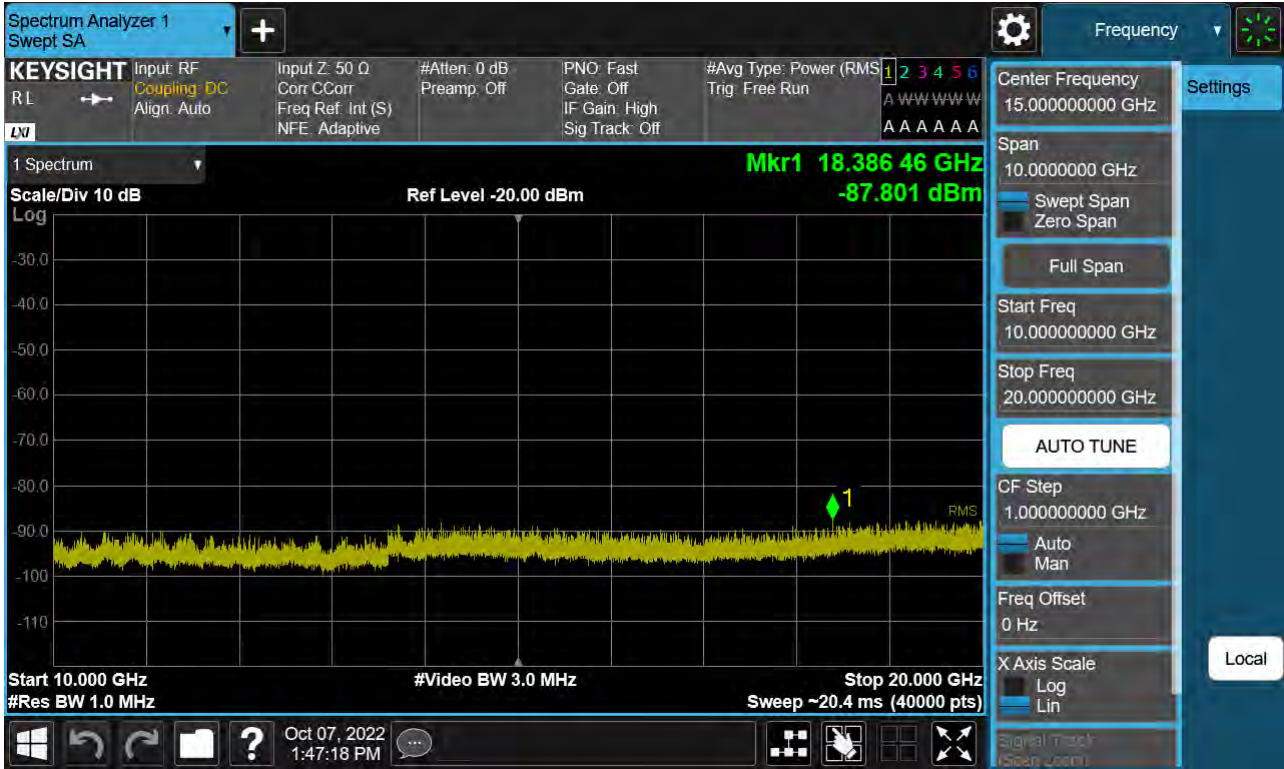 Spectrum Analyzer 1
Swept SA
Frequency
KEYSIGHT
R L
LXI
Input: RF
Coupling: DC
Align: Auto
Input Z: 50 Ω
Corr CCorr
Freq Ref: Int (S)
NFE: Adaptive
#Atten: 0 dB
Preamp: Off
PNO: Fast
Gate: Off
IF Gain: High
Sig Track: Off
#Avg Type: Power (RMS
Trig: Free Run
1 2 3 4 5 6
A W W W W W
A A A A A A
1 Spectrum
Scale/Div 10 dB
Log
Ref Level -20.00 dBm
Mkr1 18.386 46 GHz
-87.801 dBm
-30.0
-40.0
-50.0
-60.0
-70.0
-80.0
-90.0
-100
-110
1
RMS
Start 10.000 GHz
#Res BW 1.0 MHz
#Video BW 3.0 MHz
Stop 20.000 GHz
Sweep ~20.4 ms (40000 pts)
Center Frequency
15.000000000 GHz
Span
10.0000000 GHz
Swept Span
Zero Span
Full Span
Start Freq
10.000000000 GHz
Stop Freq
20.000000000 GHz
AUTO TUNE
CF Step
1.000000000 GHz
Auto
Man
Freq Offset
0 Hz
X Axis Scale
Log
Lin
Signal Track
(Span Zoom)
Settings
Local
?
Oct 07, 2022
1:47:18 PM